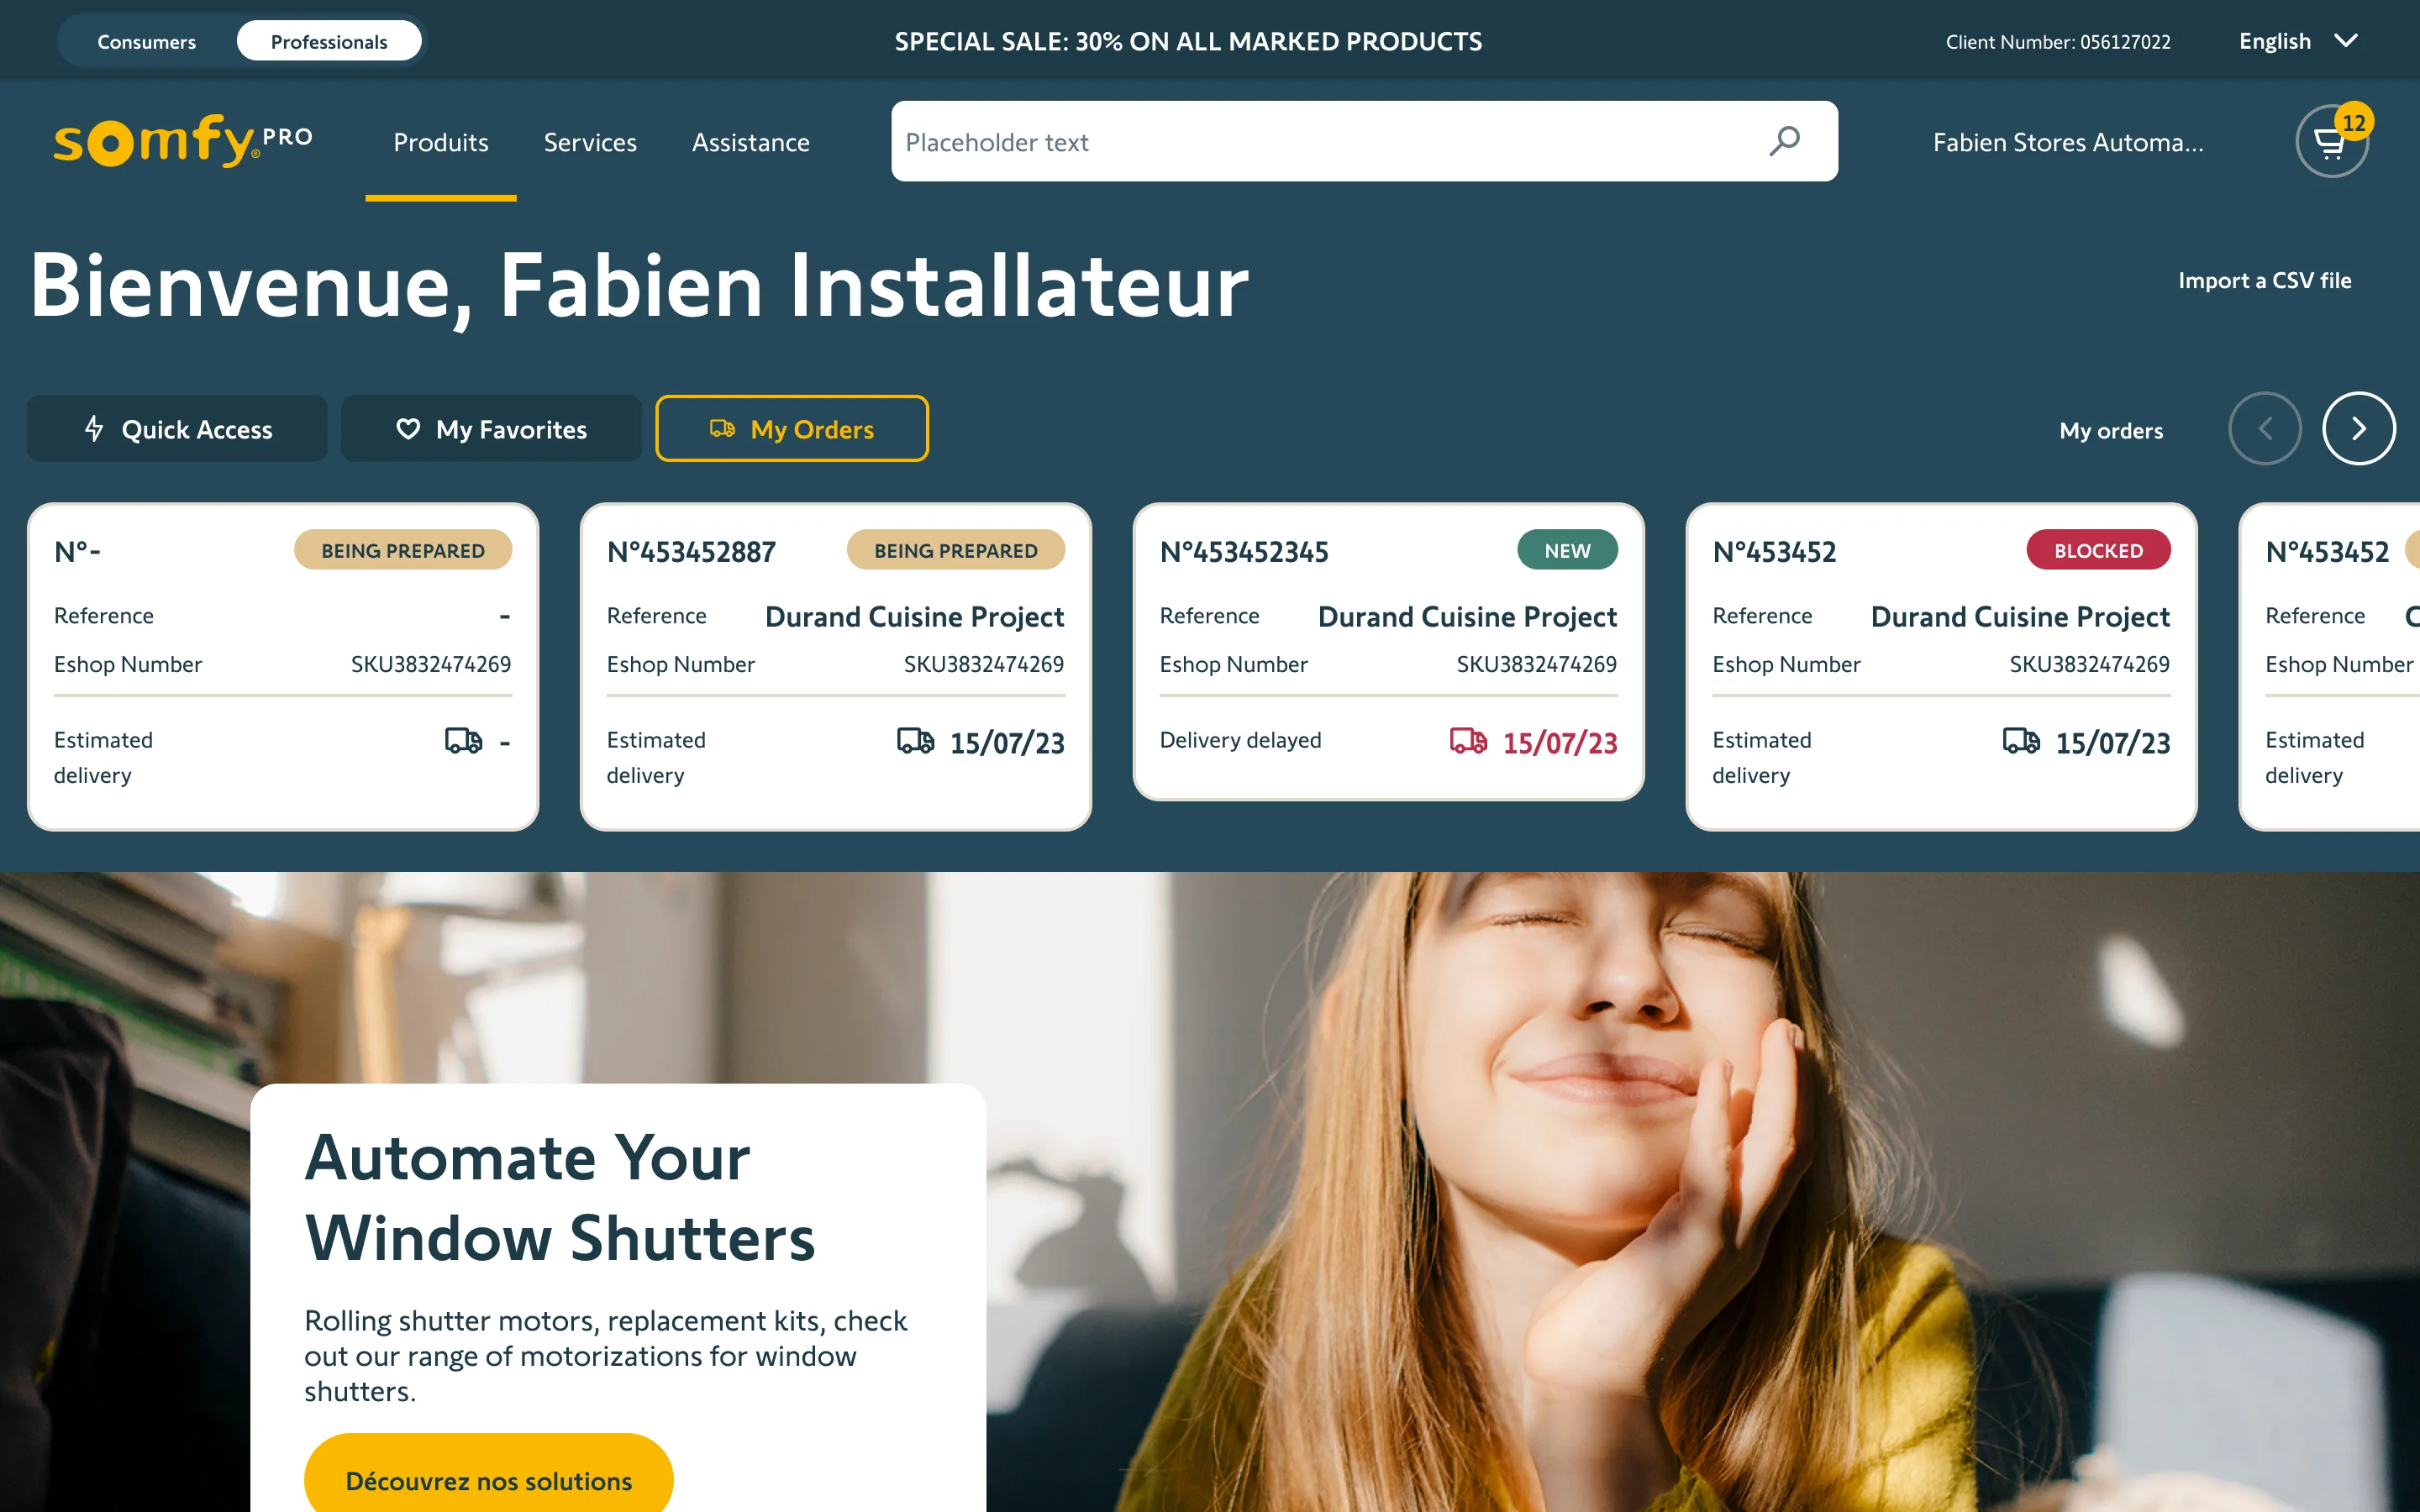 Consumers
Professionals
SPECIAL SALE: 30% ON ALL MARKED PRODUCTS
Client Number: 056127022
English
somfy® PRO
Produits
Services
Assistance
Placeholder text
Fabien Stores Automa...
12
Bienvenue, Fabien Installateur
Import a CSV file
Quick Access
My Favorites
My Orders
My orders
N°-
BEING PREPARED
Reference
-
Eshop Number
SKU3832474269
Estimated
delivery
-
N°453452887
BEING PREPARED
Reference
Durand Cuisine Project
Eshop Number
SKU3832474269
Estimated
delivery
15/07/23
N°453452345
NEW
Reference
Durand Cuisine Project
Eshop Number
SKU3832474269
Delivery delayed
15/07/23
N°453452
BLOCKED
Reference
Durand Cuisine Project
Eshop Number
SKU3832474269
Estimated
delivery
15/07/23
N°453452
Reference
Eshop Number
Estimated
delivery
Automate Your
Window Shutters
Rolling shutter motors, replacement kits, check
out our range of motorizations for window
shutters.
Découvrez nos solutions